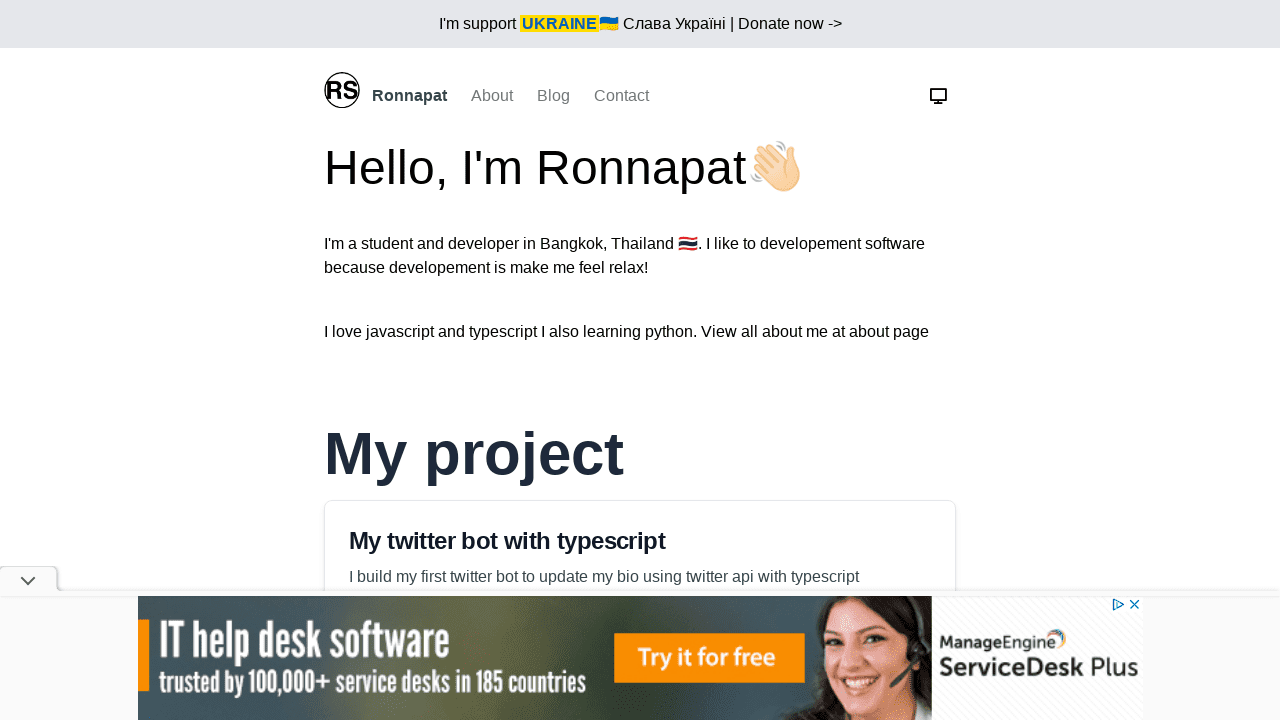 I'm support UKRAINE🇺🇦 Слава Україні | Donate now ->
RS Ronnapat About Blog Contact
Hello, I'm Ronnapat👋🏻
I'm a student and developer in Bangkok, Thailand 🇹🇭. I like to developement software
because developement is make me feel relax!
I love javascript and typescript I also learning python. View all about me at about page
My project
My twitter bot with typescript
I build my first twitter bot to update my bio using twitter api with typescript
IT help desk software
trusted by 100,000+ service desks in 185 countries
Try it for free
ManageEngine
ServiceDesk Plus